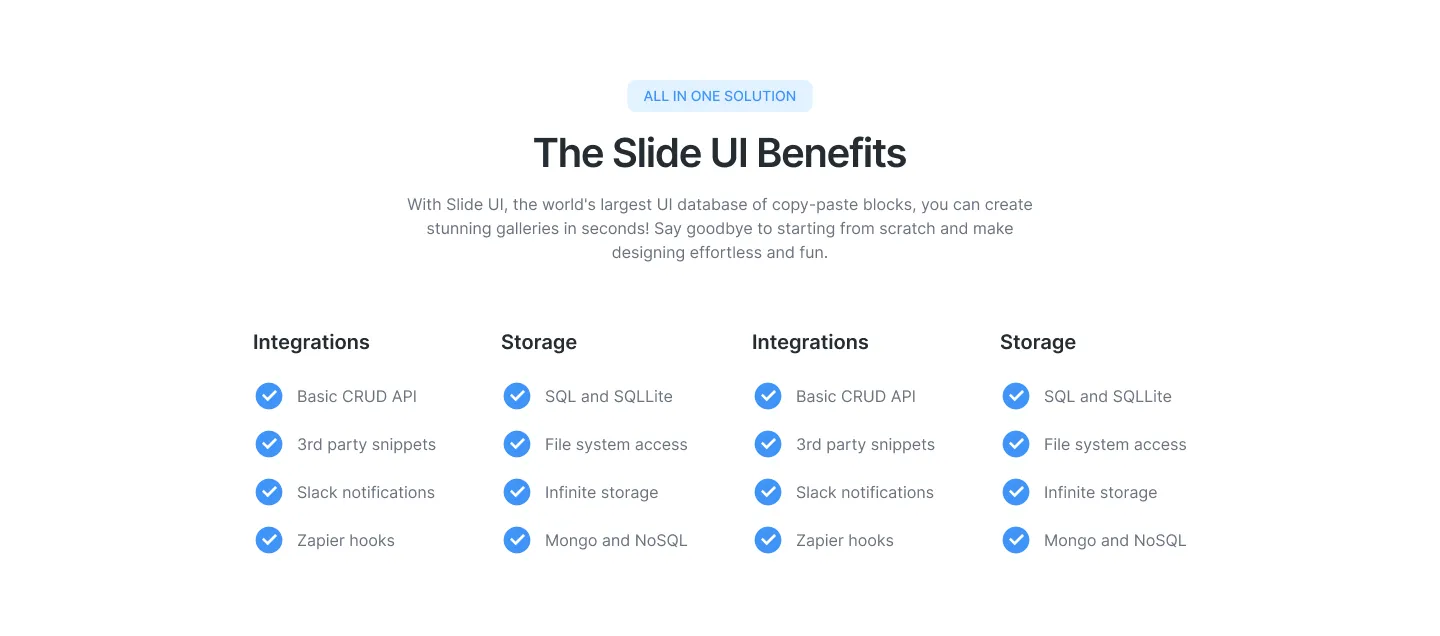 ALL IN ONE SOLUTION
The Slide UI Benefits
With Slide UI, the world's largest UI database of copy-paste blocks, you can create
stunning galleries in seconds! Say goodbye to starting from scratch and make
designing effortless and fun.
Integrations
Basic CRUD API
3rd party snippets
Slack notifications
Zapier hooks
Storage
SQL and SQLLite
File system access
Infinite storage
Mongo and NoSQL
Integrations
Basic CRUD API
3rd party snippets
Slack notifications
Zapier hooks
Storage
SQL and SQLLite
File system access
Infinite storage
Mongo and NoSQL